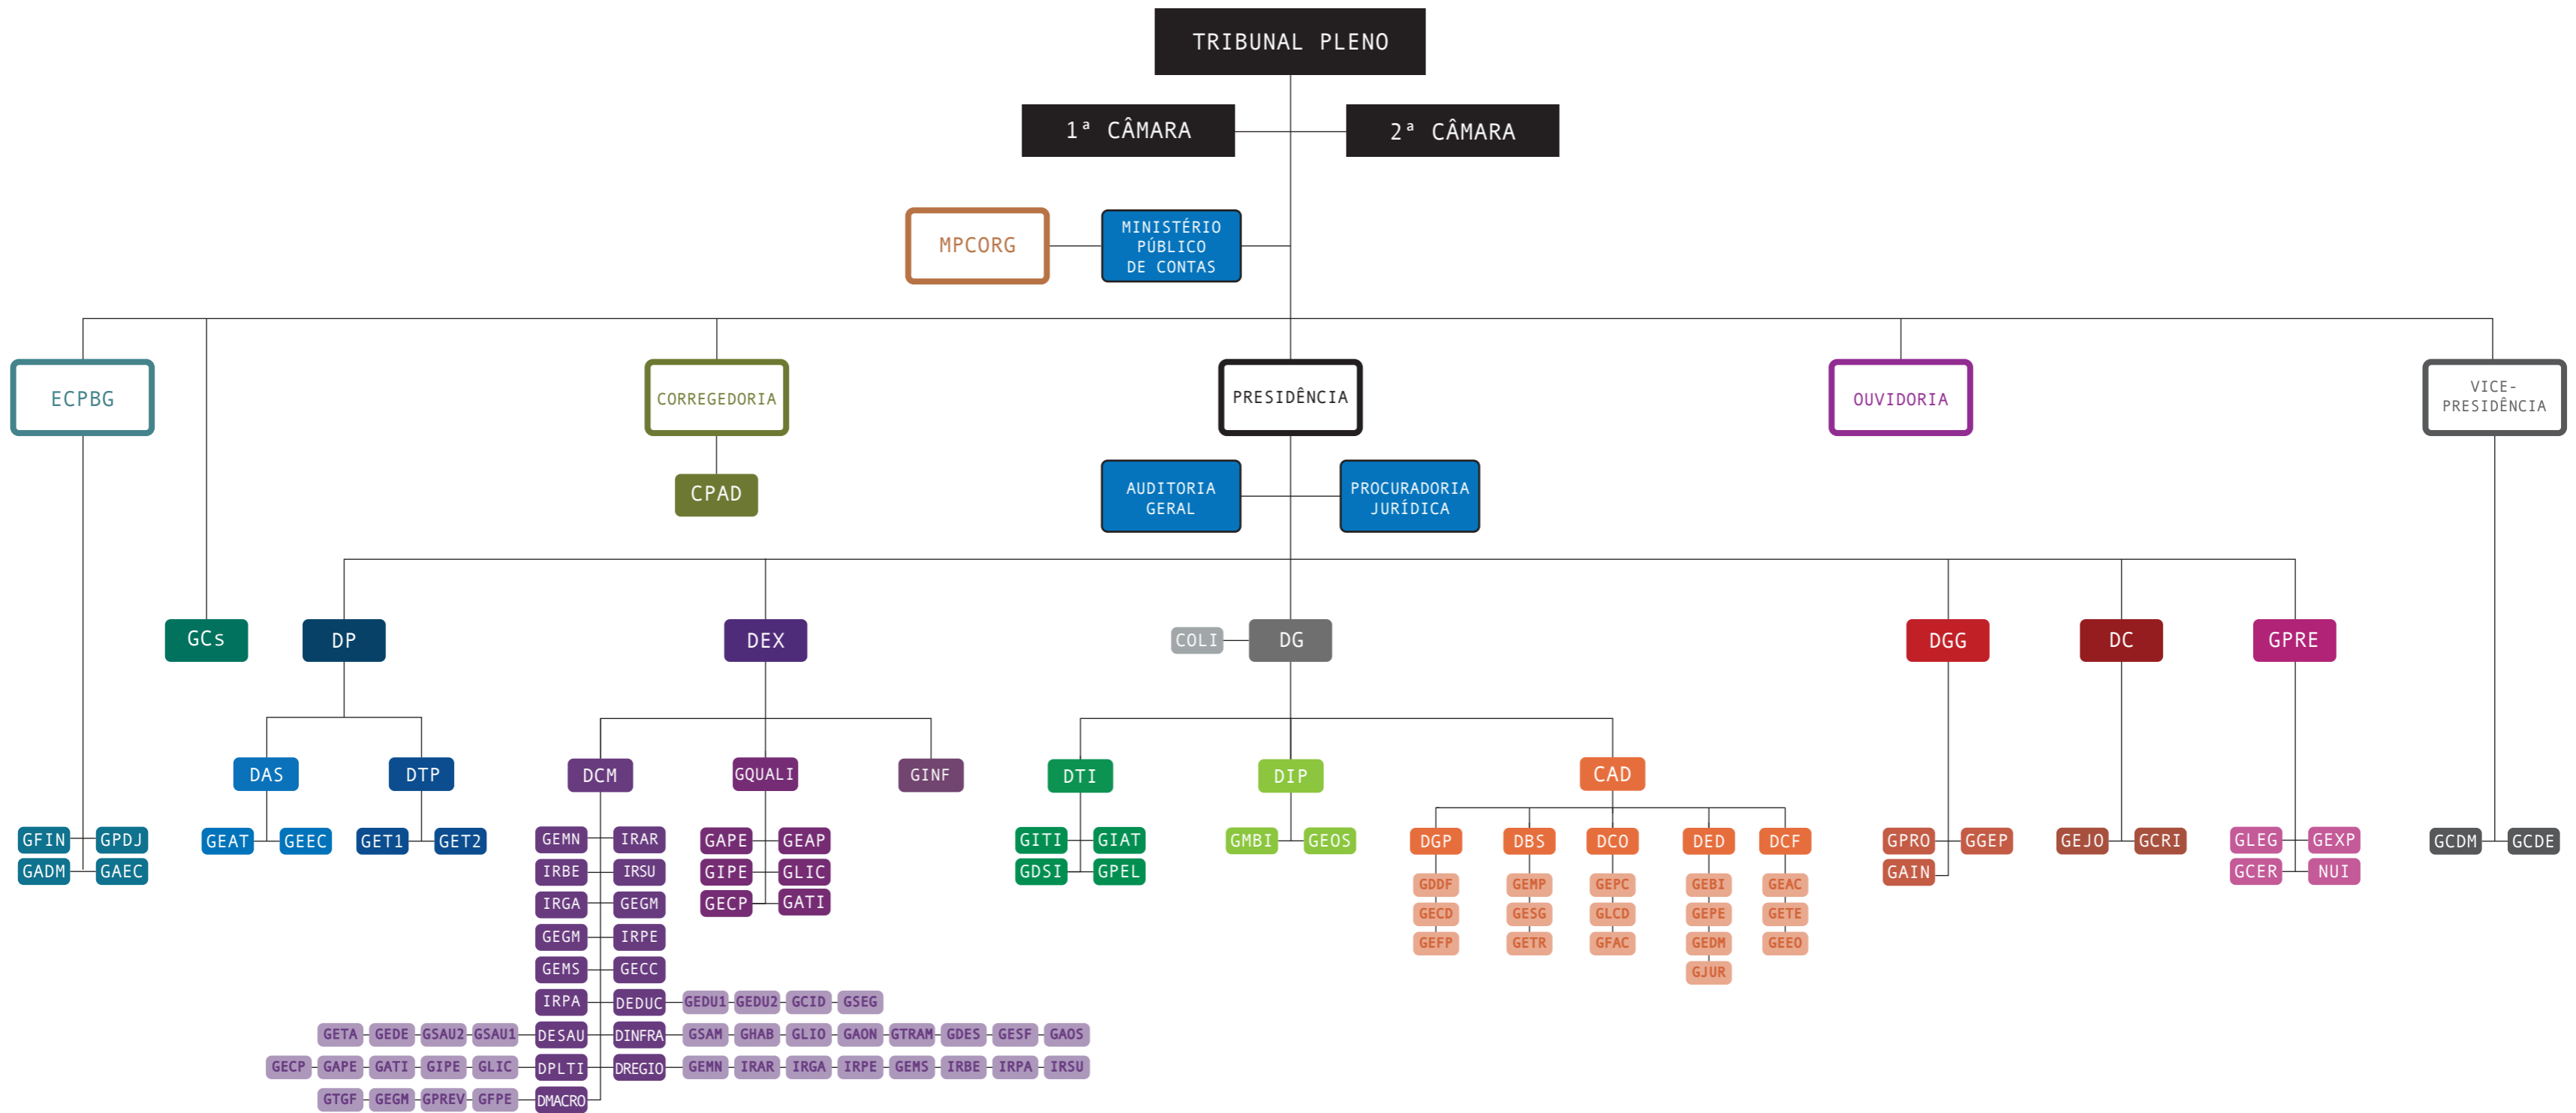 TRIBUNAL PLENO
1ª CÂMARA
2ª CÂMARA
MPCORG
MINISTÉRIO
PÚBLICO
DE CONTAS
ECPBG
CORREGEDORIA
PRESIDÊNCIA
OUVIDORIA
VICE-
PRESIDÊNCIA
CPAD
AUDITORIA
GERAL
PROCURADORIA
JURÍDICA
GCs
DP
DEX
COLI
DG
DGG
DC
GPRE
DAS
DTP
DCM
GQUALI
GINF
DTI
DIP
CAD
GFIN
GPDJ
GADM
GAEC
GEAT
GEEC
GET1
GET2
GEMN
IRAR
IRBE
IRSU
IRGA
GEGM
GEGM
IRPE
GEMS
GECC
IRPA
DEDUC
GEDU1
GEDU2
GCID
GSEG
GETA
GEDE
GSAU2
GSAU1
DESAU
DINFRA
GSAM
GHAB
GLIO
GAON
GTRAM
GDES
GESF
GAOS
GECP
GAPE
GATI
GIPE
GLIC
DPLTI
DREGIO
GEMN
IRAR
IRGA
IRPE
GEMS
IRBE
IRPA
IRSU
GTGF
GEGM
GPREV
GFPE
DMACRO
GAPE
GEAP
GIPE
GLIC
GECP
GATI
GITI
GIAT
GDSI
GPEL
GMBI
GEOS
DGP
DBS
DCO
DED
DCF
GDDF
GEMP
GEPC
GEBI
GEAC
GECD
GESG
GLCD
GEPE
GETE
GEFP
GETR
GFAC
GEDM
GEEO
GJUR
GPRO
GGEP
GAIN
GEJO
GCRI
GLEG
GEXP
GCER
NUI
GCDM
GCDE